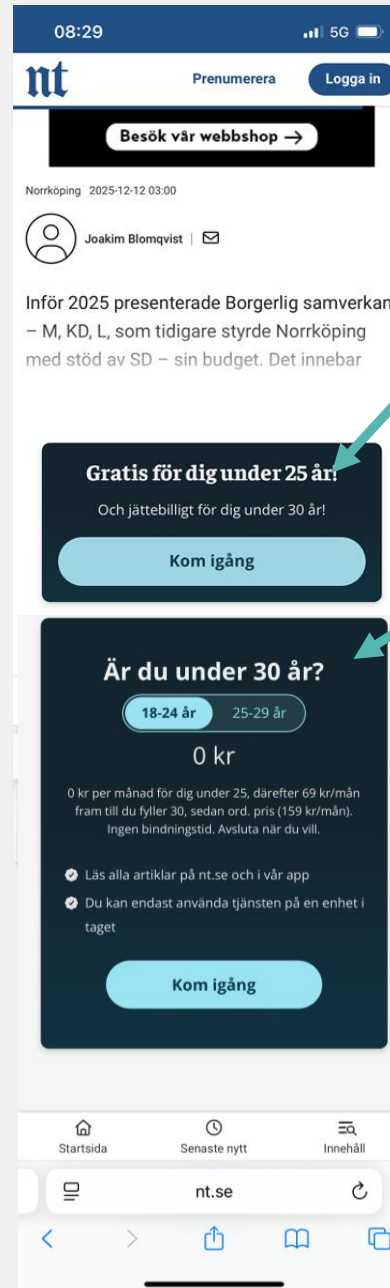 08:29
5G
nt
Prenumerera
Logga in
Besök vår webbshop →
Norrköping 2025-12-12 03:00
Joakim Blomqvist
Inför 2025 presenterade Borgerlig samverkan
– M, KD, L, som tidigare styrde Norrköping
med stöd av SD – sin budget. Det innebar
Gratis för dig under 25 år!
Och jättebilligt för dig under 30 år!
Kom igång
Är du under 30 år?
18-24 år
25-29 år
0 kr
0 kr per månad för dig under 25, därefter 69 kr/mån
fram till du fyller 30, sedan ord. pris (159 kr/mån).
Ingen bindningstid. Avsluta när du vill.
Läs alla artiklar på nt.se och i vår app
Du kan endast använda tjänsten på en enhet i
taget
Kom igång
Startsida
Senaste nytt
Innehåll
nt.se